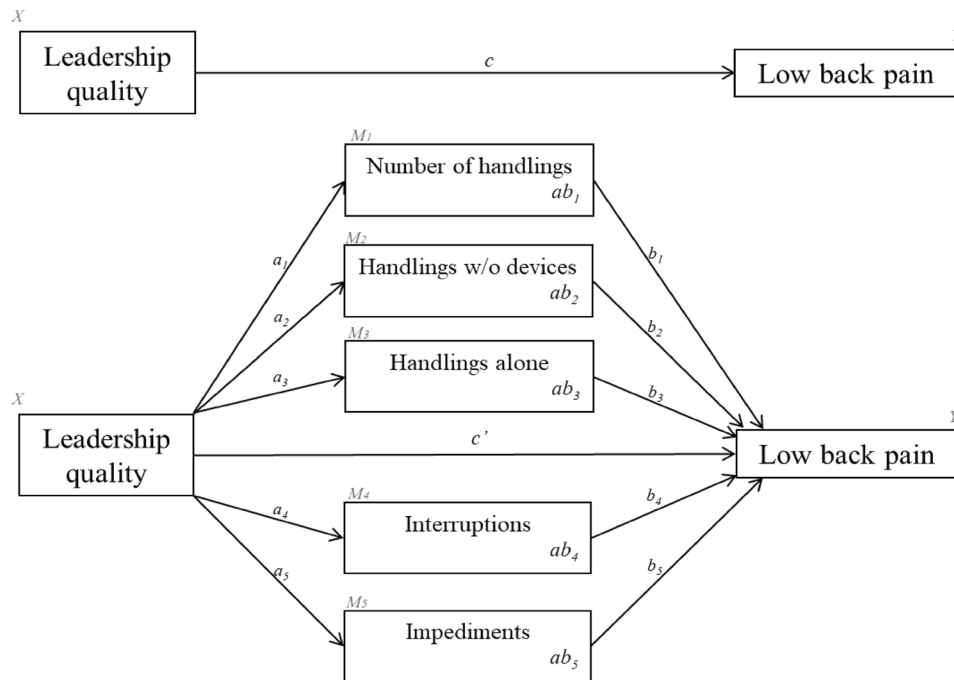 X
Leadership
quality
c
Low back pain
M1
Number of handlings
ab1
a1
b1
M2
Handlings w/o devices
ab2
a2
b2
M3
Handlings alone
ab3
a3
b3
X
Leadership
quality
c’
Y
Low back pain
M4
Interruptions
ab4
a4
b4
M5
Impediments
ab5
a5
b5